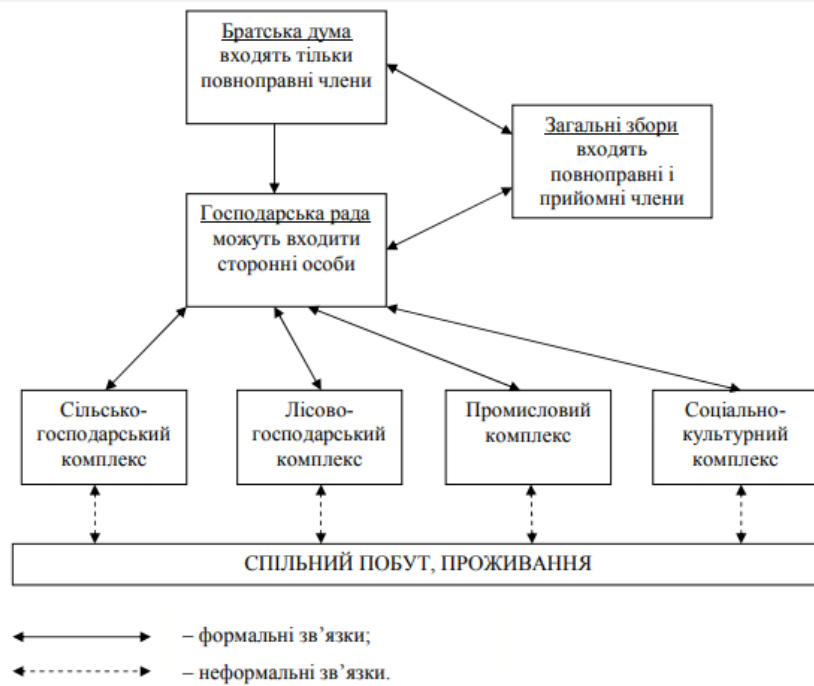 Братська дума
входять тільки
повноправні члени
Загальні збори
входять
повноправні і
прийомні члени
Господарська рада
можуть входити
сторонні особи
Сільсько-
господарський
комплекс
Лісово-
господарський
комплекс
Промисловий
комплекс
Соціально-
культурний
комплекс
СПІЛЬНИЙ ПОБУТ, ПРОЖИВАННЯ
– формальні зв’язки;
– неформальні зв’язки.